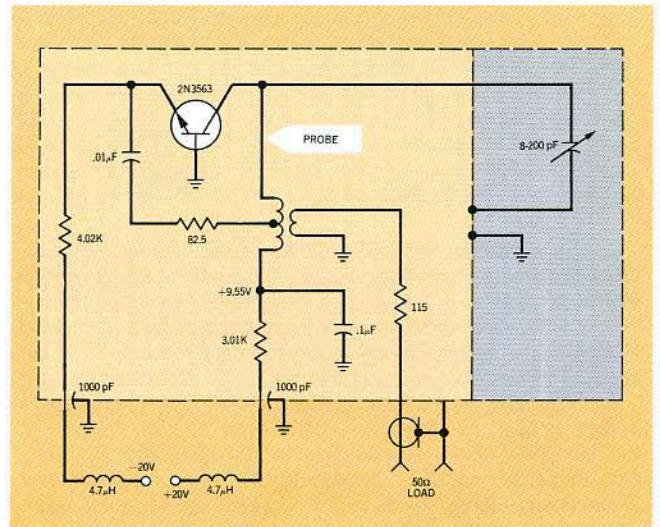 2N3563
PROBE
8-200 pF
.01μF
82.5
4.02K
+9.55V
115
3.01K
.1μF
1000 pF
1000 pF
-20V
+20V
4.7μH
4.7μH
50Ω
LOAD